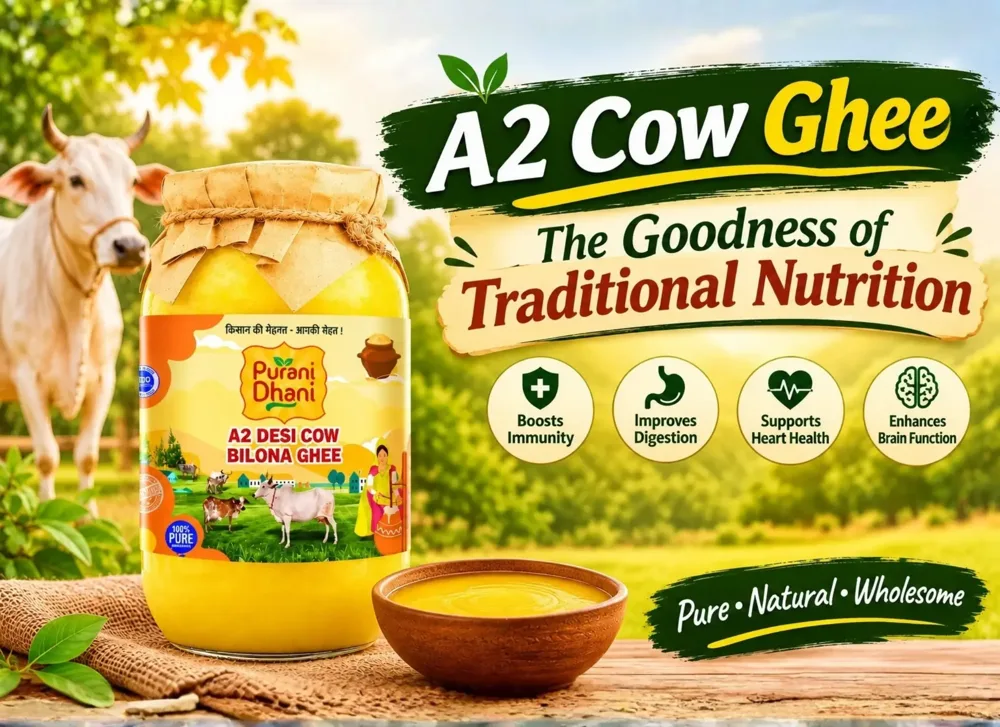 A2 Cow Ghee
The Goodness of
Traditional Nutrition
Boosts
Immunity
Improves
Digestion
Supports
Heart Health
Enhances
Brain Function
किसान की मेहनत - आपकी सेहत !
Purani
Dhani
A2 DESI COW
BILONA GHEE
100%
PURE
Pure • Natural • Wholesome